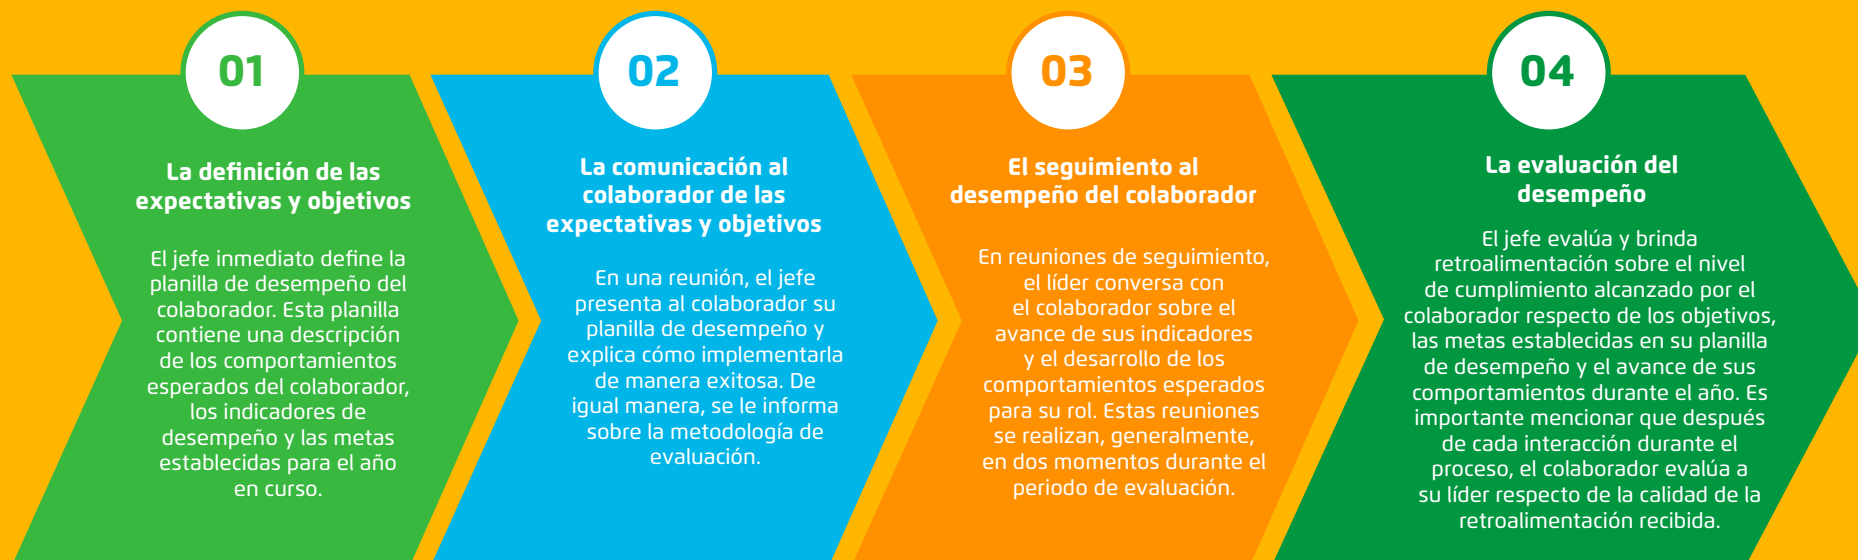 01
La definición de las
expectativas y objetivos
El jefe inmediato define la
planilla de desempeño del
colaborador. Esta planilla
contiene una descripción
de los comportamientos
esperados del colaborador,
los indicadores de
desempeño y las metas
establecidas para el año
en curso.
02
La comunicación al
colaborador de las
expectativas y objetivos
En una reunión, el jefe
presenta al colaborador su
planilla de desempeño y
explica cómo implementarla
de manera exitosa. De
igual manera, se le informa
sobre la metodología de
evaluación.
03
El seguimiento al
desempeño del colaborador
En reuniones de seguimiento,
el líder conversa con
el colaborador sobre el
avance de sus indicadores
y el desarrollo de los
comportamientos esperados
para su rol. Estas reuniones
se realizan, generalmente,
en dos momentos durante el
periodo de evaluación.
04
La evaluación del
desempeño
El jefe evalúa y brinda
retroalimentación sobre el nivel
de cumplimiento alcanzado por el
colaborador respecto de los objetivos,
las metas establecidas en su planilla
de desempeño y el avance de sus
comportamientos durante el año. Es
importante mencionar que después
de cada interacción durante el
proceso, el colaborador evalúa a
su líder respecto de la calidad de la
retroalimentación recibida.